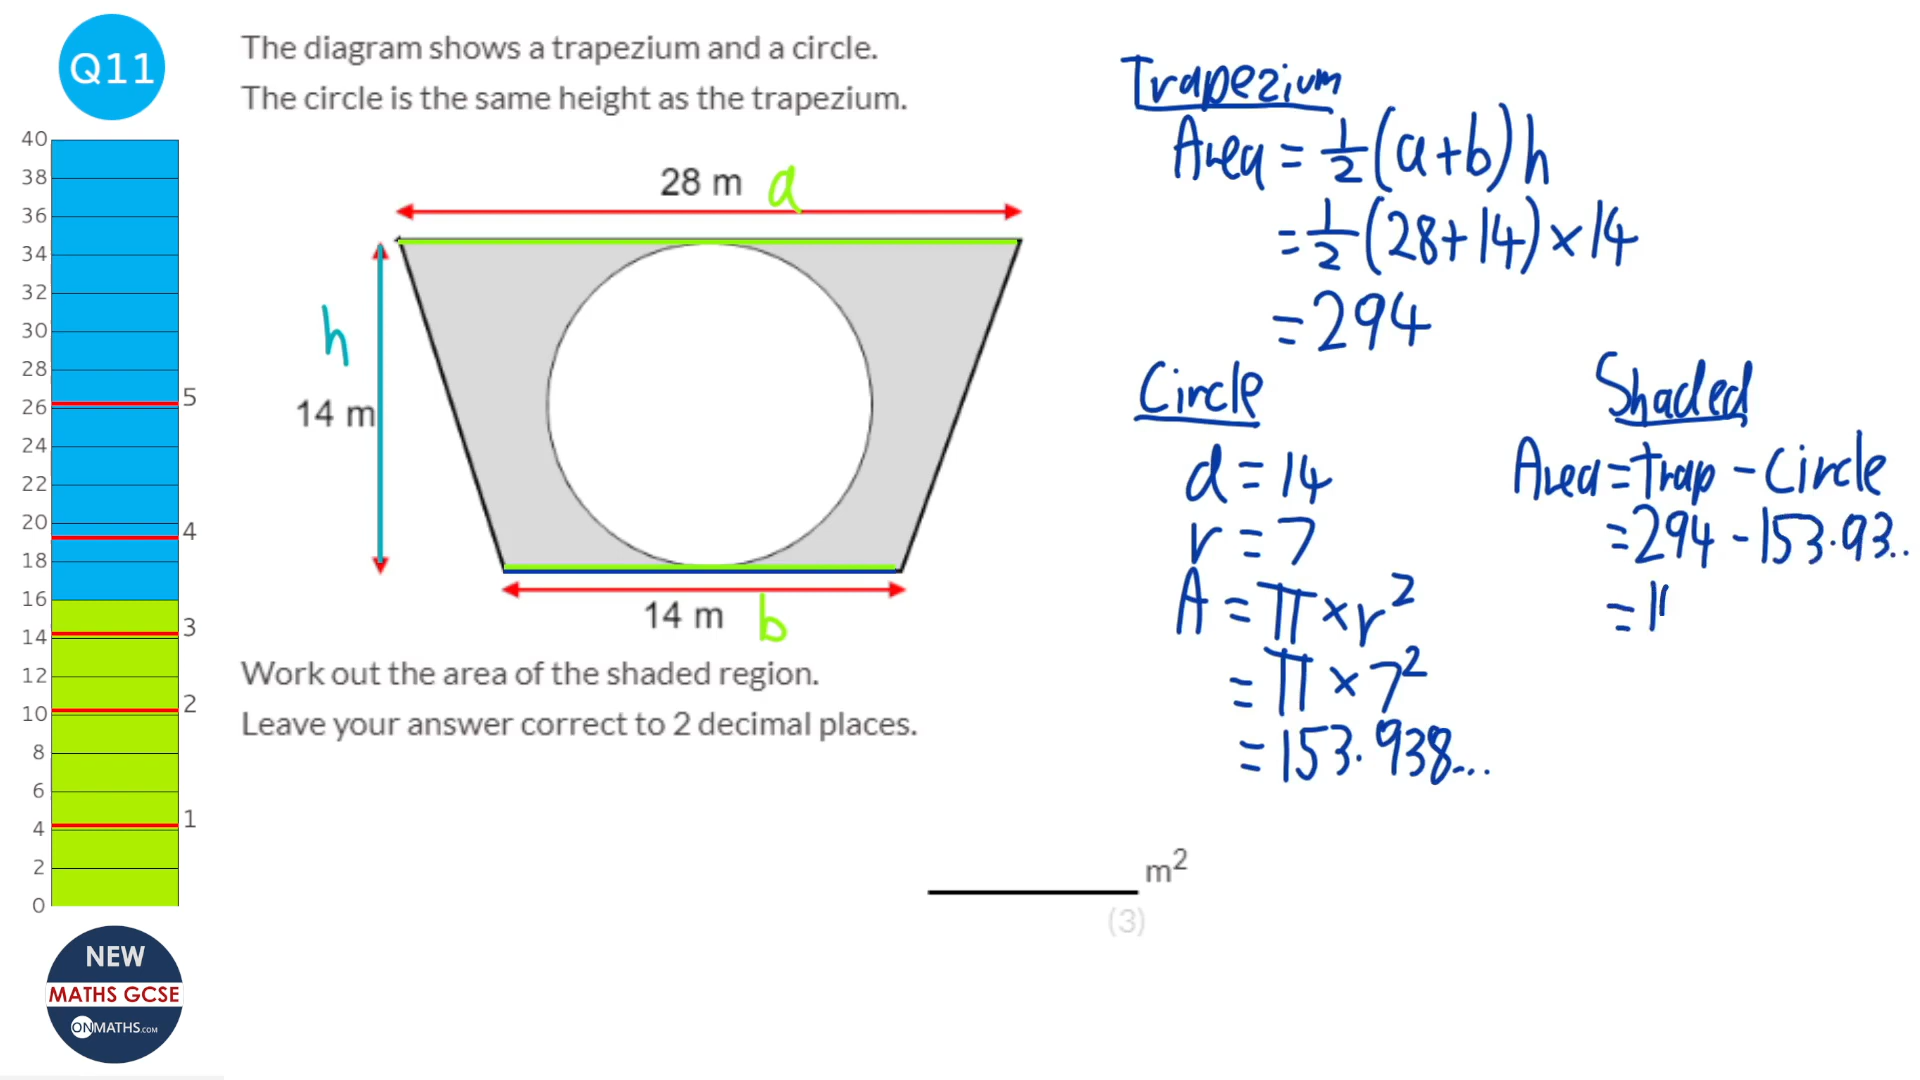 Q11
The diagram shows a trapezium and a circle.
The circle is the same height as the trapezium.
28 m a
h
14 m
14 m b
Work out the area of the shaded region.
Leave your answer correct to 2 decimal places.
m²
(3)
Trapezium
Area = ½(a+b)h
= ½(28+14)×14
= 294
Circle
d = 14
r = 7
A = π × r²
= π × 7²
= 153.938...
Shaded
Area = Trap - Circle
= 294 - 153.93..
= 1
40
38
36
34
32
30
28
26
24
22
20
18
16
14
12
10
8
6
4
2
0
5
4
3
2
1
NEW
MATHS GCSE
ONMATHS.COM